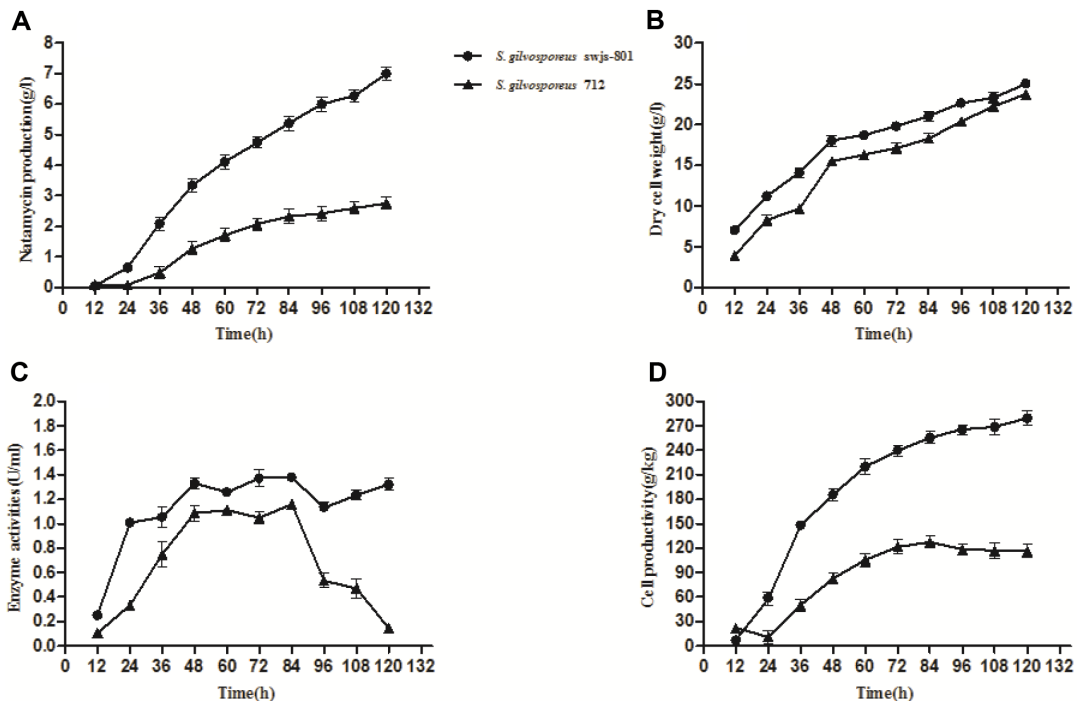 A
Natamycin production(g/l)
8
7
6
5
4
3
2
1
0
0 12 24 36 48 60 72 84 96 108 120 132
Time(h)
S. gilvosporeus swjs-801
S. gilvosporeus 712
B
Dry cell weight(g/l)
30
25
20
15
10
5
0
0 12 24 36 48 60 72 84 96 108 120 132
Time(h)
C
Enzyme activities (U/ml)
2.0
1.8
1.6
1.4
1.2
1.0
0.8
0.6
0.4
0.2
0.0
0 12 24 36 48 60 72 84 96 108 120 132
Time(h)
D
Cell productivity(g/kg)
300
270
240
210
180
150
120
90
60
30
0
0 12 24 36 48 60 72 84 96 108 120 132
Time(h)